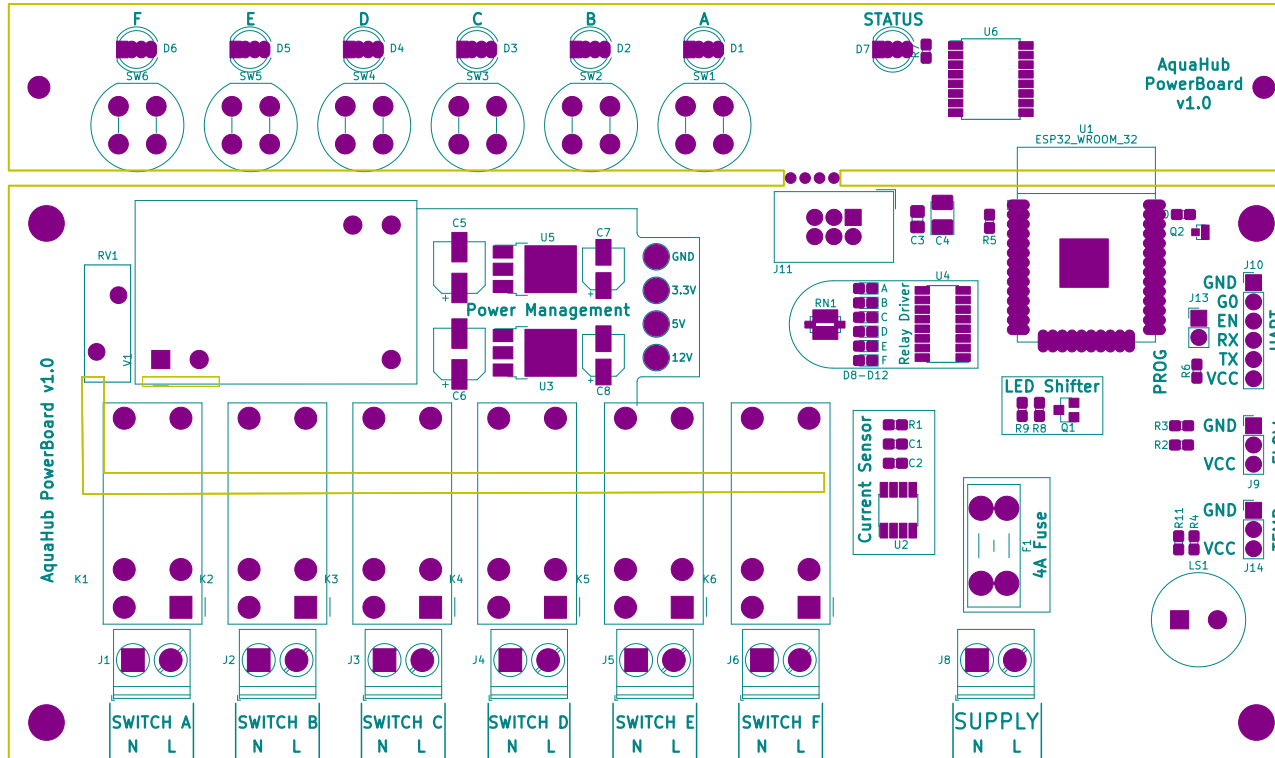 F E D C B A STATUS
D6 D5 D4 D3 D2 D1 D7 R7 U6
SW6 SW5 SW4 SW3 SW2 SW1
AquaHub
PowerBoard
v1.0
U1
ESP32_WROOM_32
C5 U5 C7 GND
3.3V
5V
12V
RV1
V1
Power Management
C6 U3 C8
J11 C3 C4 R5
Q2
RN1
A
B
C
D
E
F
Relay Driver
U4
D8-D12
J10
GND
G0
EN
RX
TX
VCC
J13
R6
PROG
UART
LED Shifter
R9 R8 Q1
AquaHub PowerBoard v1.0
Current Sensor
R1
C1
C2
U2
F1
4A Fuse
R3 GND
R2
VCC
J9
GND
R11 R4
VCC
J14
LS1
K1 K2 K3 K4 K5 K6
J1 J2 J3 J4 J5 J6 J8
SWITCH A SWITCH B SWITCH C SWITCH D SWITCH E SWITCH F SUPPLY
N L N L N L N L N L N L N L